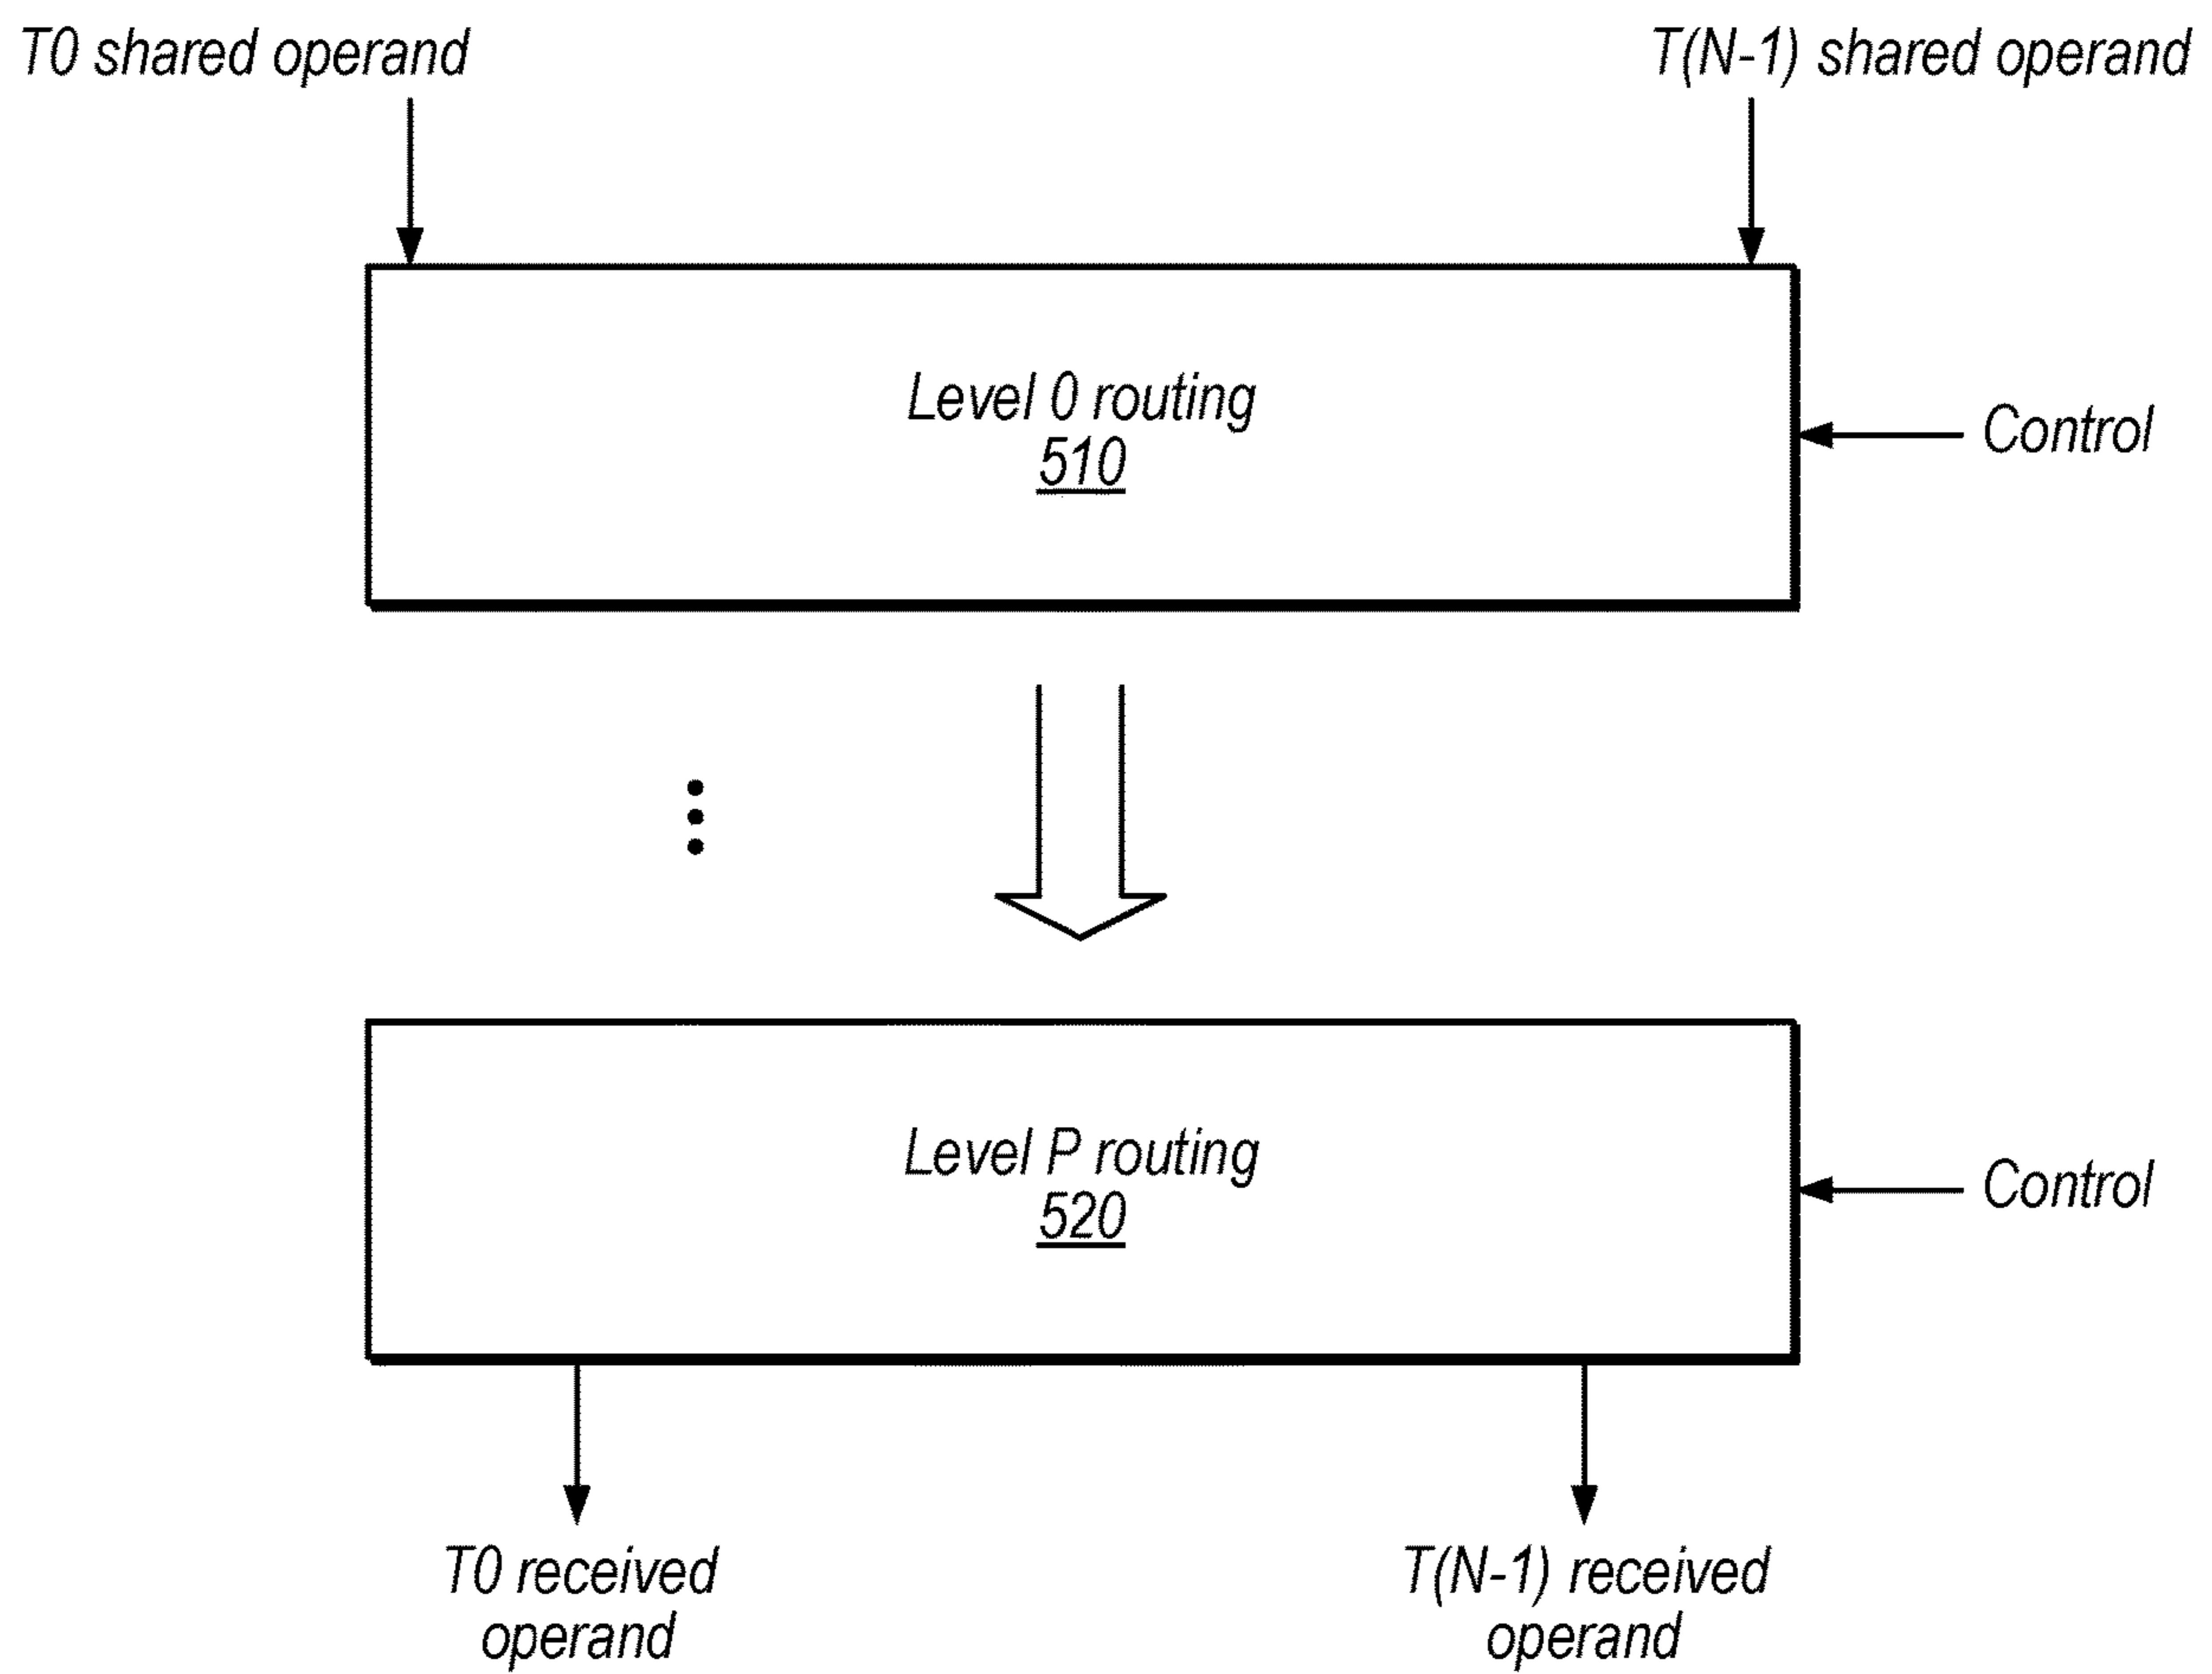 T0 shared operand
T(N-1) shared operand
Level 0 routing
510
Control
Level P routing
520
Control
T0 received
operand
T(N-1) received
operand